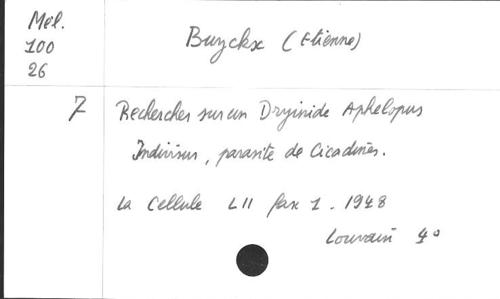 Mel.
100
26
Buyckx (Etienne)
7 Recherches sur un Dryinide Aphelopus
Indivisus, parasite de Cicadines.
La Cellule LII fasc 1. 1948
Louvain 4°